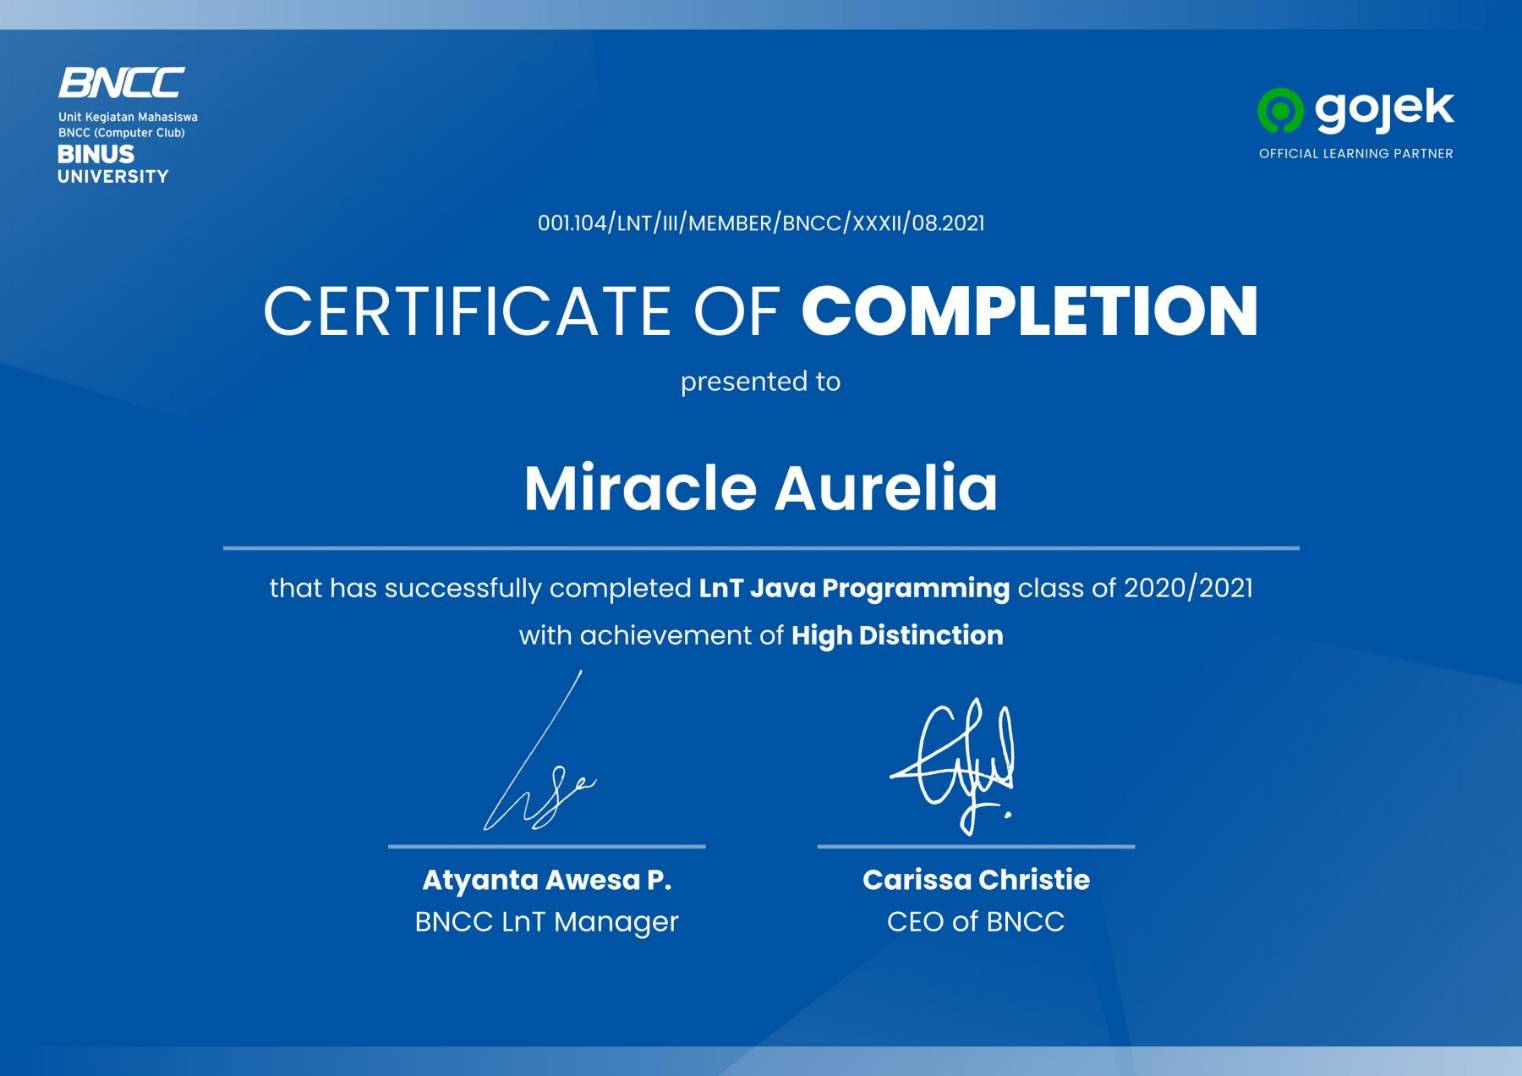 BNCC
Unit Kegiatan Mahasiswa
BNCC (Computer Club)
BINUS
UNIVERSITY
gojek
OFFICIAL LEARNING PARTNER
001.104/LNT/III/MEMBER/BNCC/XXXII/08.2021
CERTIFICATE OF COMPLETION
presented to
Miracle Aurelia
that has successfully completed LnT Java Programming class of 2020/2021
with achievement of High Distinction
Atyanta Awesa P.
BNCC LnT Manager
Carissa Christie
CEO of BNCC